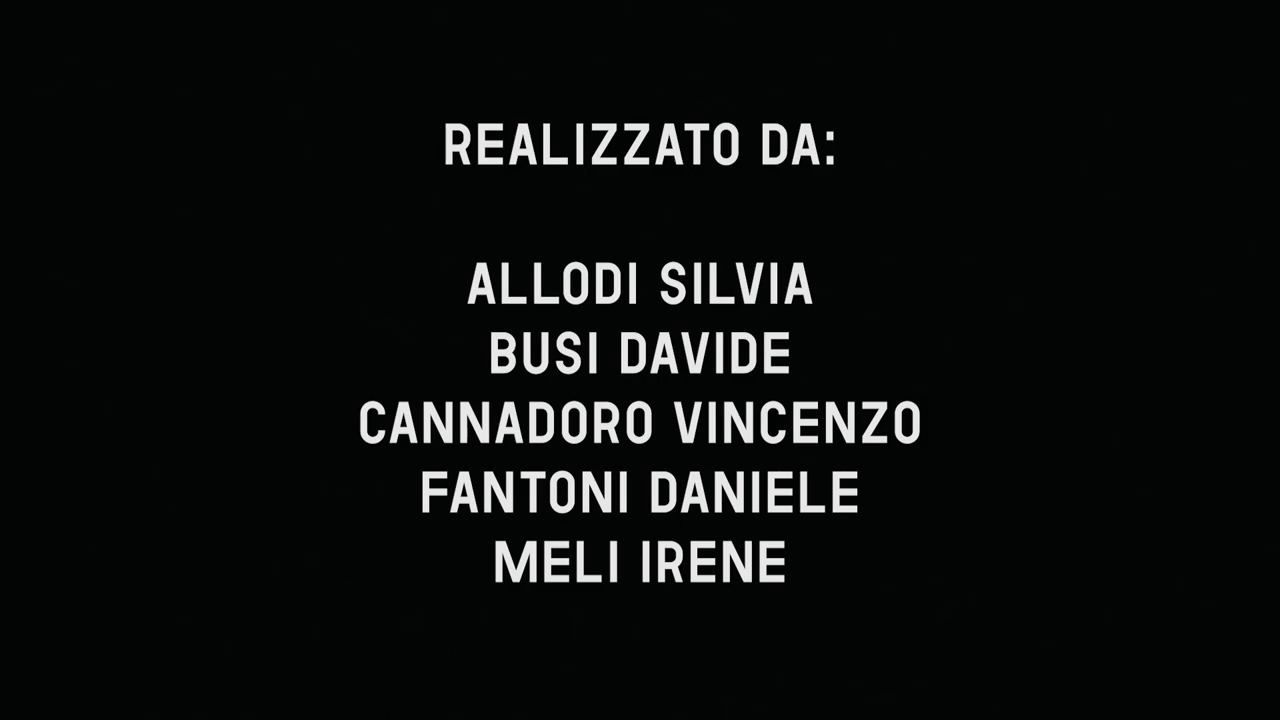 REALIZZATO DA:
ALLODI SILVIA
BUSI DAVIDE
CANNADORO VINCENZO
FANTONI DANIELE
MELI IRENE